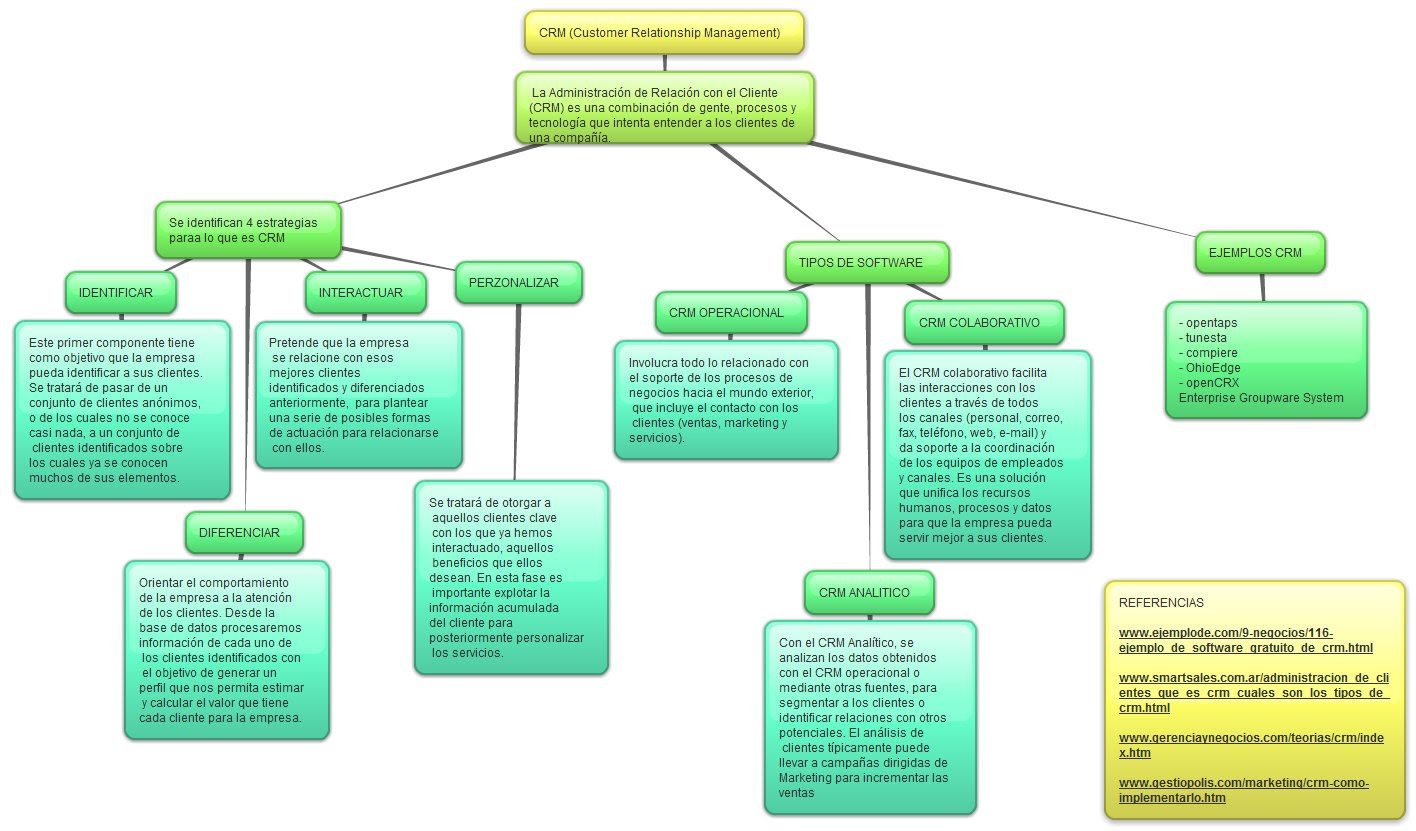 CRM (Customer Relationship Management)
La Administración de Relación con el Cliente
(CRM) es una combinación de gente, procesos y
tecnología que intenta entender a los clientes de
una compañía.
Se identifican 4 estrategias
paraa lo que es CRM
IDENTIFICAR
Este primer componente tiene
como objetivo que la empresa
pueda identificar a sus clientes.
Se tratará de pasar de un
conjunto de clientes anónimos,
o de los cuales no se conoce
casi nada, a un conjunto de
clientes identificados sobre
los cuales ya se conocen
muchos de sus elementos.
DIFERENCIAR
Orientar el comportamiento
de la empresa a la atención
de los clientes. Desde la
base de datos procesaremos
información de cada uno de
los clientes identificados con
el objetivo de generar un
perfil que nos permita estimar
y calcular el valor que tiene
cada cliente para la empresa.
INTERACTUAR
Pretende que la empresa
se relacione con esos
mejores clientes
identificados y diferenciados
anteriormente, para plantear
una serie de posibles formas
de actuación para relacionarse
con ellos.
PERZONALIZAR
Se tratará de otorgar a
aquellos clientes clave
con los que ya hemos
interactuado, aquellos
beneficios que ellos
desean. En esta fase es
importante explotar la
información acumulada
del cliente para
posteriormente personalizar
los servicios.
TIPOS DE SOFTWARE
CRM OPERACIONAL
Involucra todo lo relacionado con
el soporte de los procesos de
negocios hacia el mundo exterior,
que incluye el contacto con los
clientes (ventas, marketing y
servicios).
CRM ANALITICO
Con el CRM Analítico, se
analizan los datos obtenidos
con el CRM operacional o
mediante otras fuentes, para
segmentar a los clientes o
identificar relaciones con otros
potenciales. El análisis de
clientes típicamente puede
llevar a campañas dirigidas de
Marketing para incrementar las
ventas
CRM COLABORATIVO
El CRM colaborativo facilita
las interacciones con los
clientes a través de todos
los canales (personal, correo,
fax, teléfono, web, e-mail) y
da soporte a la coordinación
de los equipos de empleados
y canales. Es una solución
que unifica los recursos
humanos, procesos y datos
para que la empresa pueda
servir mejor a sus clientes.
EJEMPLOS CRM
- opentaps
- tunesta
- compiere
- OhioEdge
- openCRX
Enterprise Groupware System
REFERENCIAS
www.ejemplode.com/9-negocios/116-
ejemplo_de_software_gratuito_de_crm.html
www.smartsales.com.ar/administracion_de_cli
entes_que_es_crm_cuales_son_los_tipos_de_
crm.html
www.gerenciaynegocios.com/teorias/crm/inde
x.htm
www.gestiopolis.com/marketing/crm-como-
implementarlo.htm